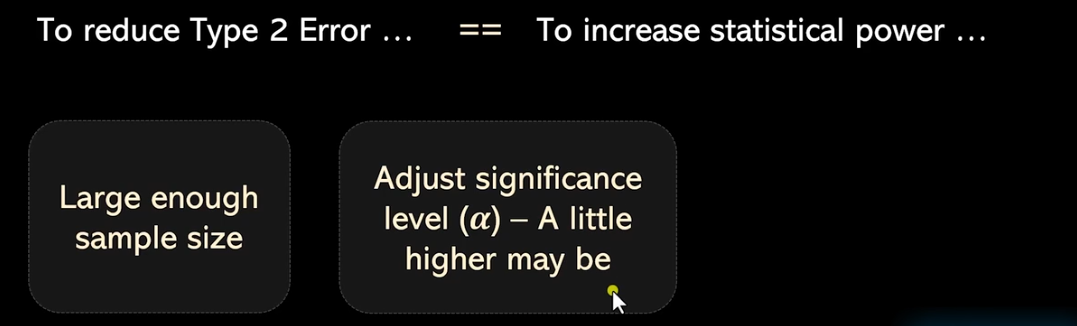 To reduce Type 2 Error ... == To increase statistical power ...
Large enough
sample size
Adjust significance
level (α) – A little
higher may be